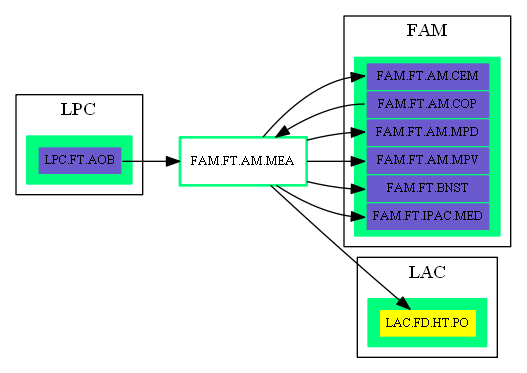 FAM
FAM.FT.AM.CEM
FAM.FT.AM.COP
FAM.FT.AM.MPD
FAM.FT.AM.MPV
FAM.FT.BNST
FAM.FT.IPAC.MED
LPC
LPC.FT.AOB
FAM.FT.AM.MEA
LAC
LAC.FD.HT.PO